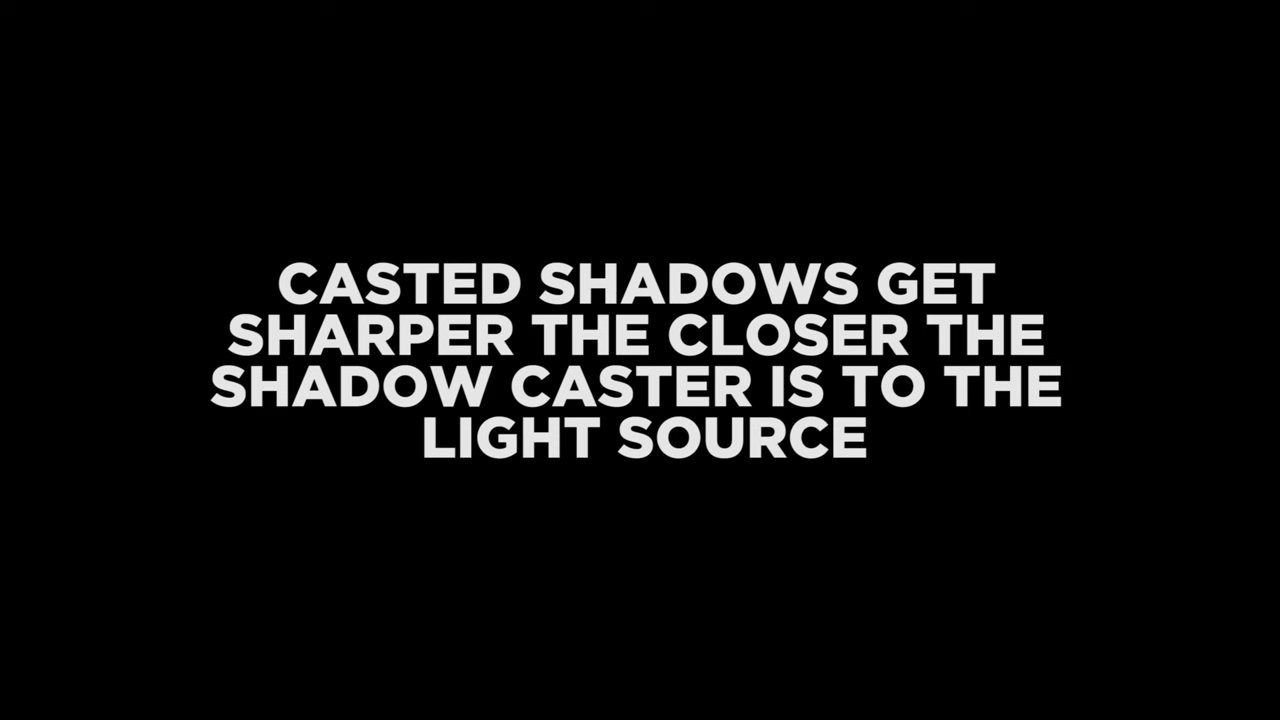 CASTED SHADOWS GET
SHARPER THE CLOSER THE
SHADOW CASTER IS TO THE
LIGHT SOURCE